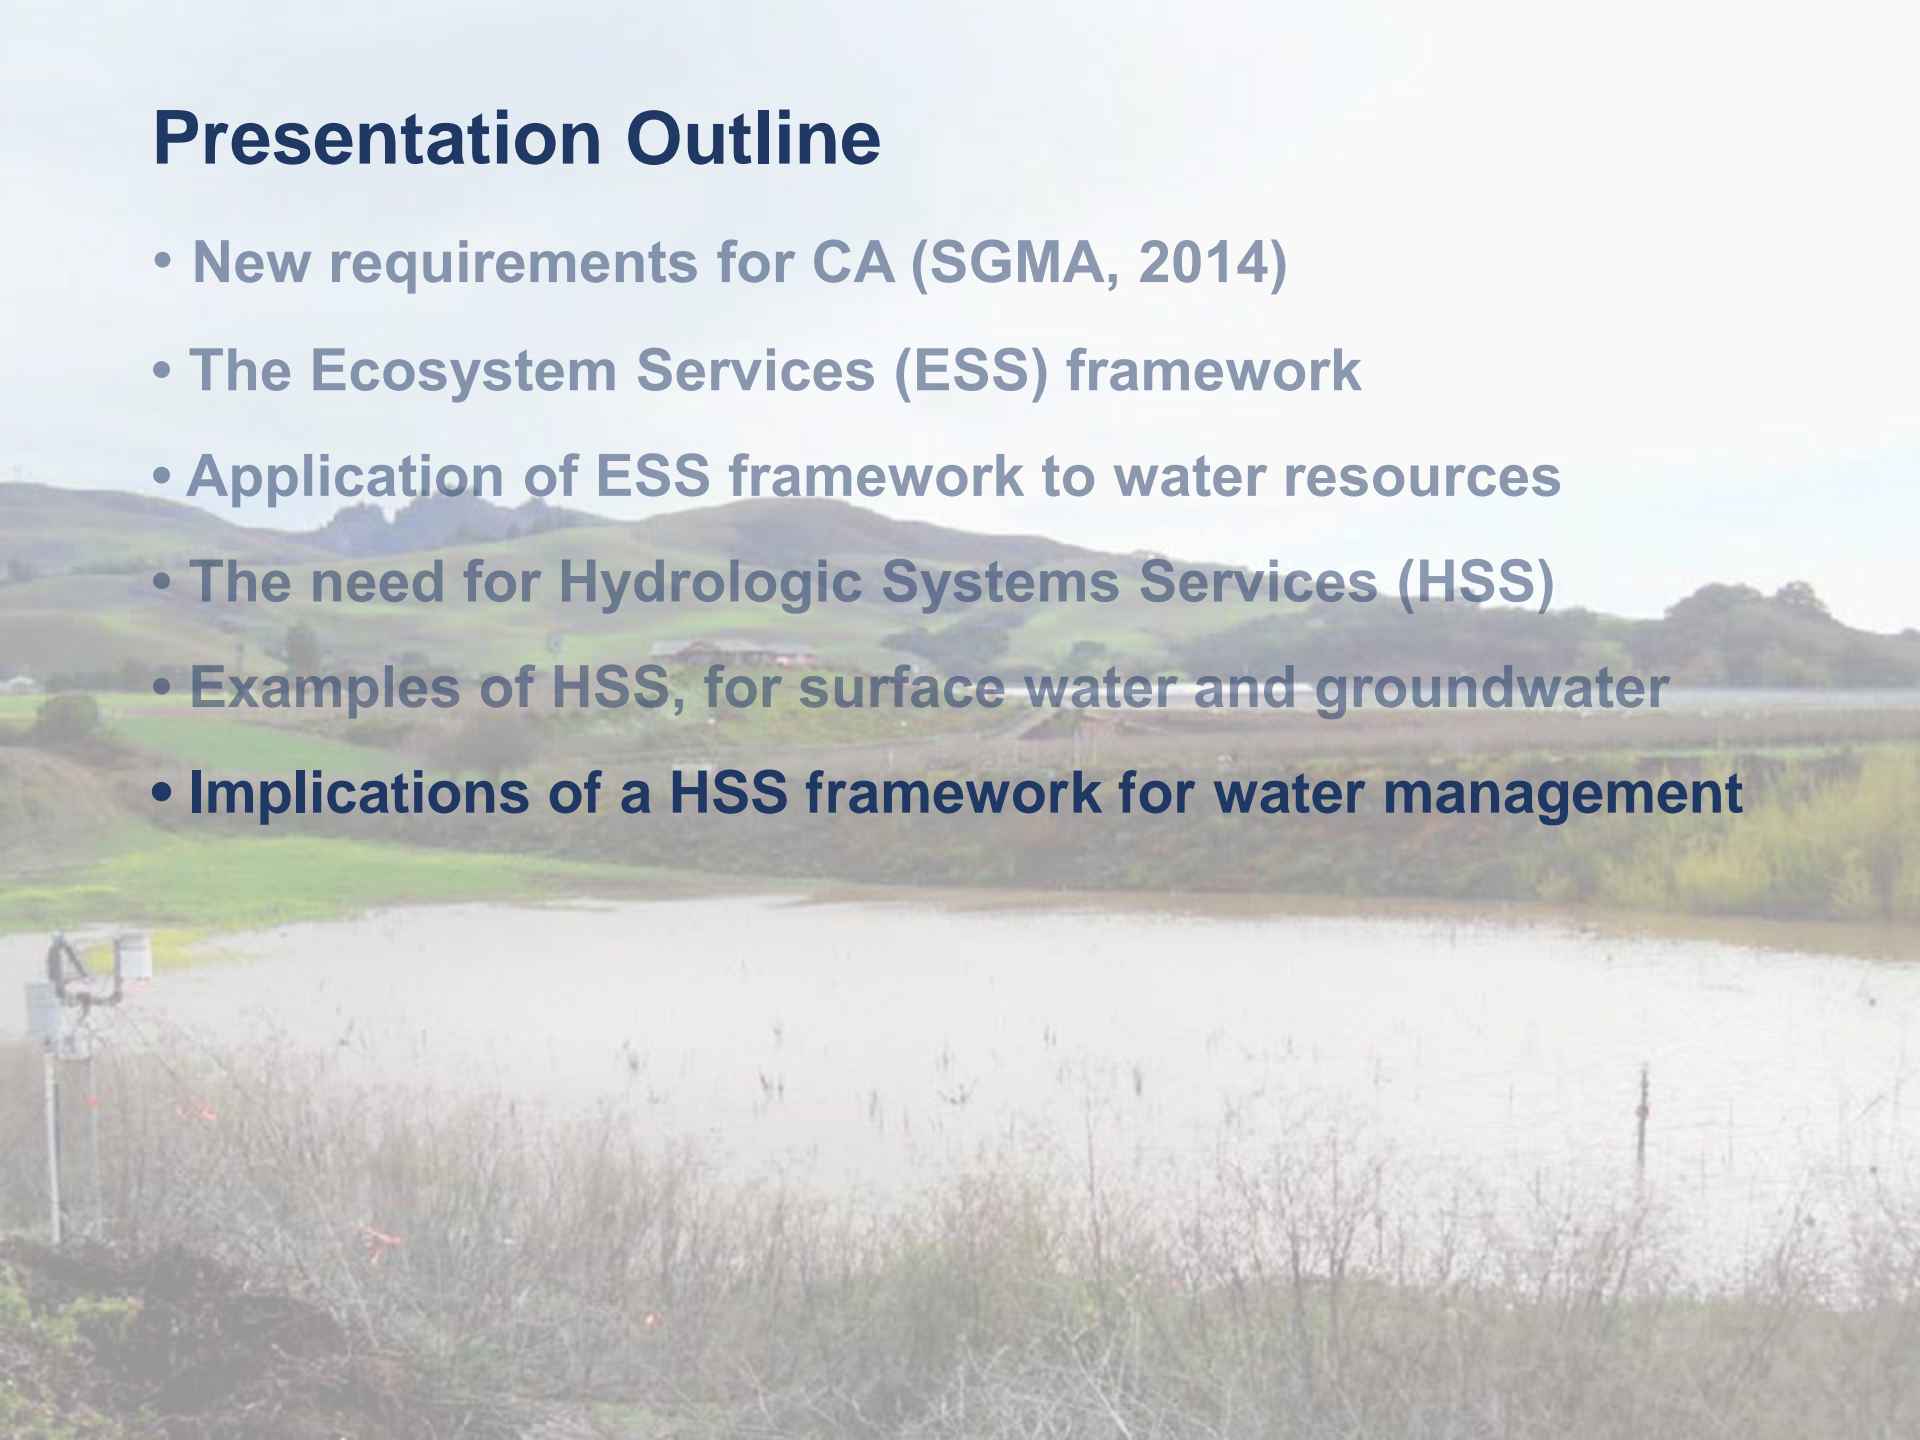 Presentation Outline
• New requirements for CA (SGMA, 2014)
• The Ecosystem Services (ESS) framework
• Application of ESS framework to water resources
• The need for Hydrologic Systems Services (HSS)
• Examples of HSS, for surface water and groundwater
• Implications of a HSS framework for water management